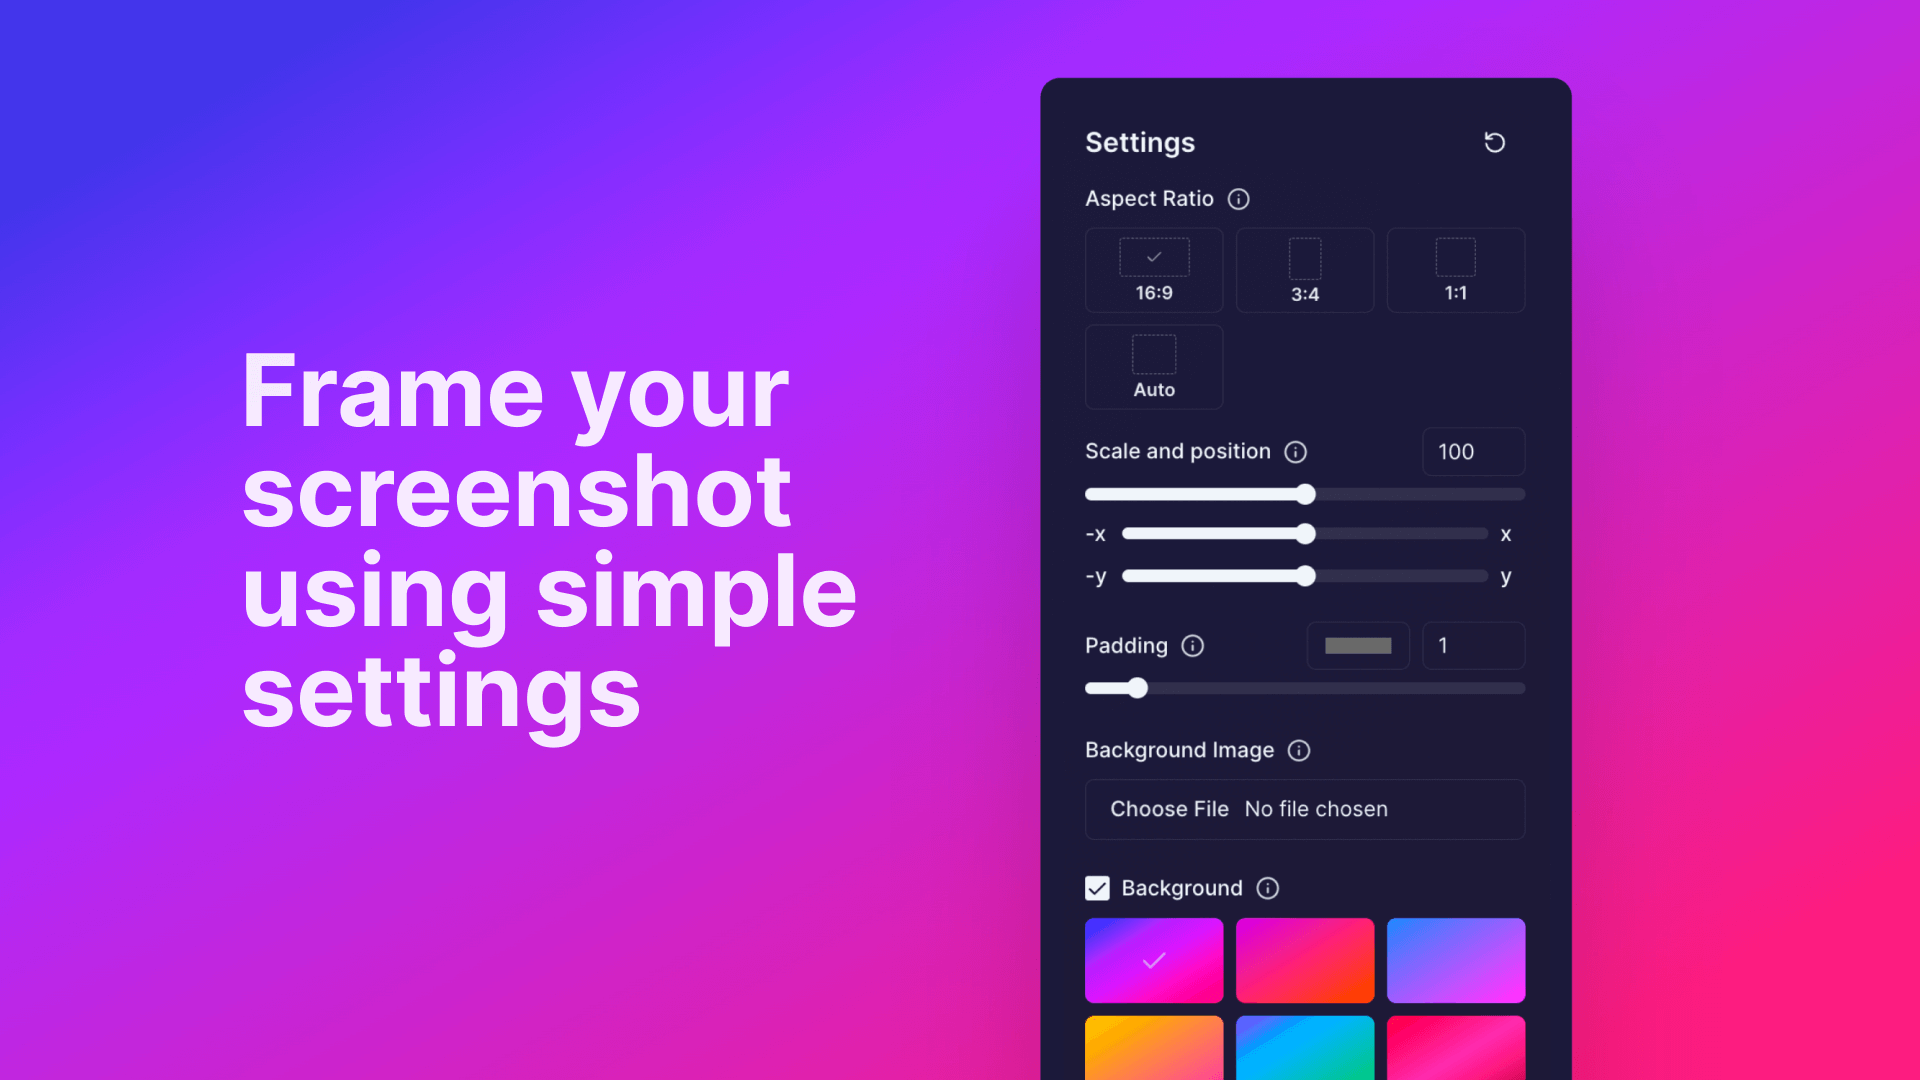 Frame your
screenshot
using simple
settings
Settings
Aspect Ratio
16:9
3:4
1:1
Auto
Scale and position
100
-x
x
-y
y
Padding
1
Background Image
Choose File No file chosen
Background